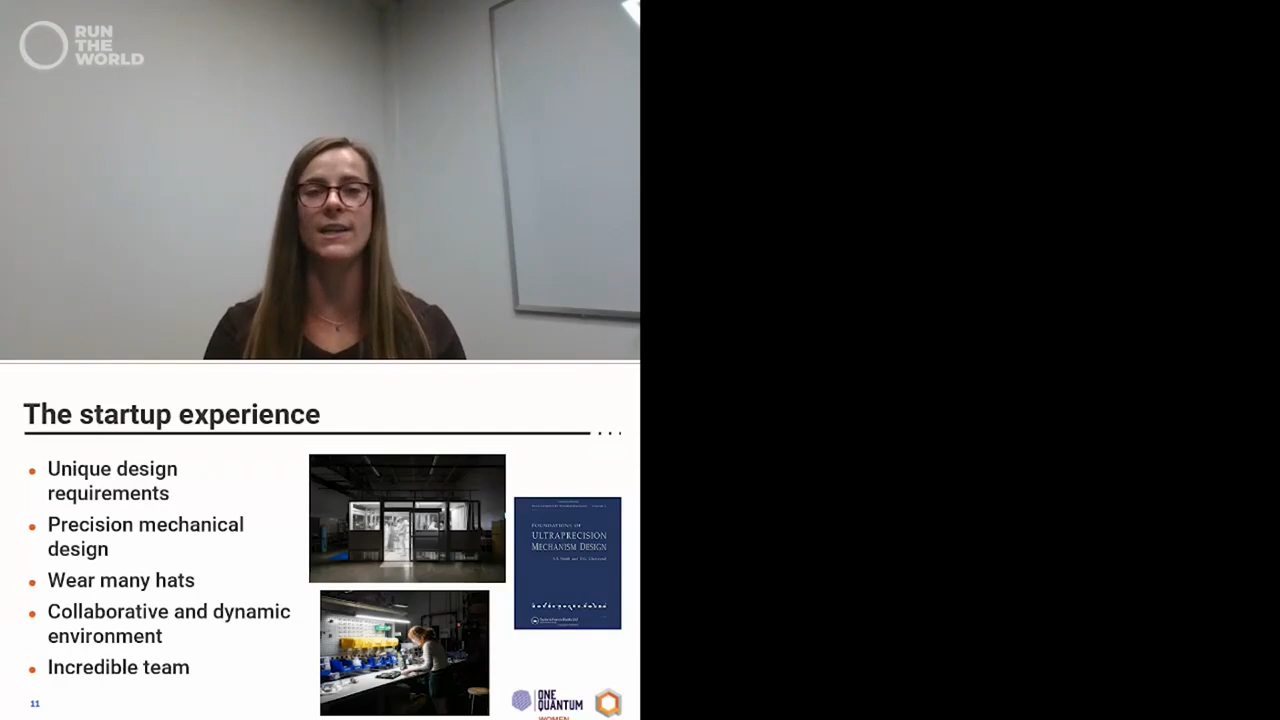 RUN
THE
WORLD
The startup experience
Unique design
requirements
Precision mechanical
design
Wear many hats
Collaborative and dynamic
environment
Incredible team
FOUNDATIONS OF
ULTRAPRECISION
MECHANISM DESIGN
11
ONE
QUANTUM
WOMEN